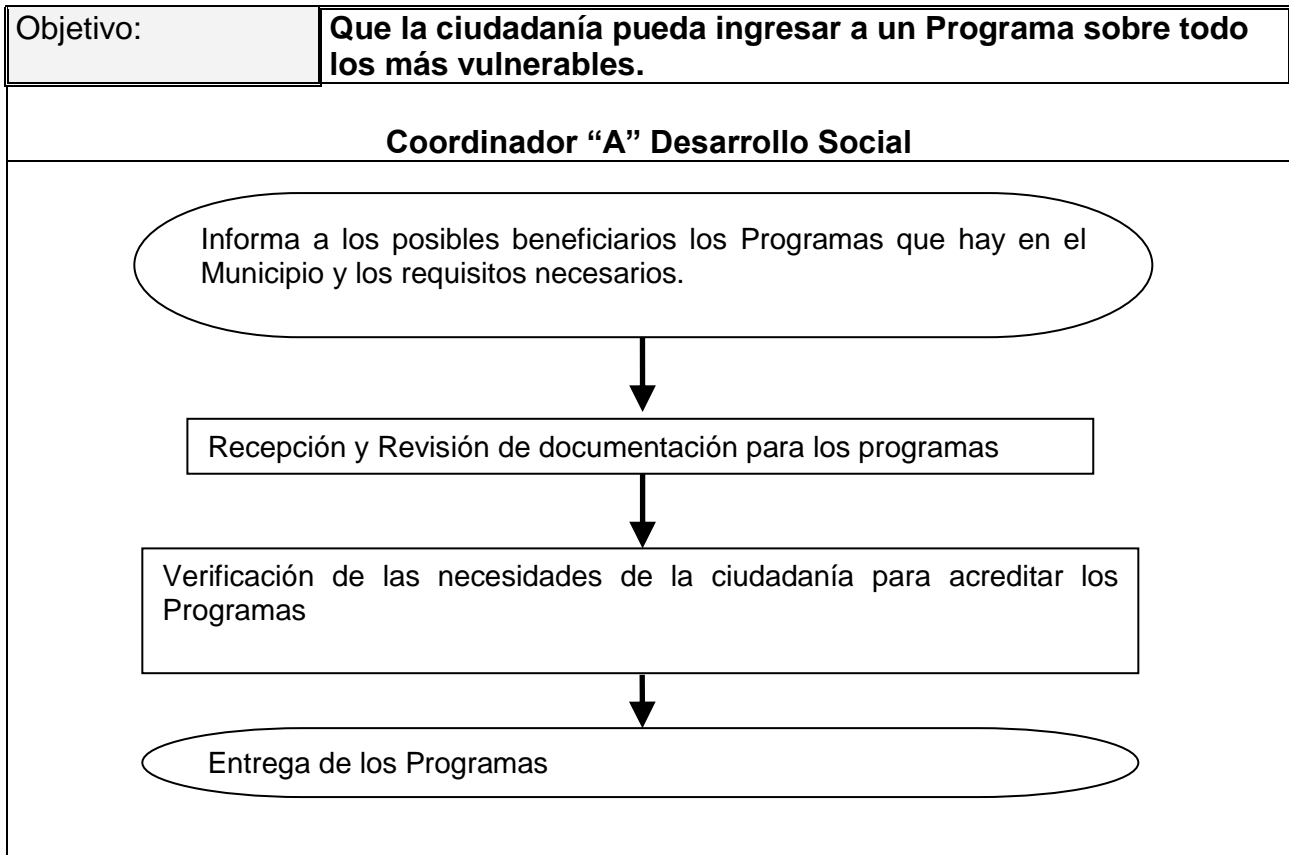 Objetivo:
Que la ciudadanía pueda ingresar a un Programa sobre todo
los más vulnerables.
Coordinador “A” Desarrollo Social
Informa a los posibles beneficiarios los Programas que hay en el
Municipio y los requisitos necesarios.
Recepción y Revisión de documentación para los programas
Verificación de las necesidades de la ciudadanía para acreditar los
Programas
Entrega de los Programas